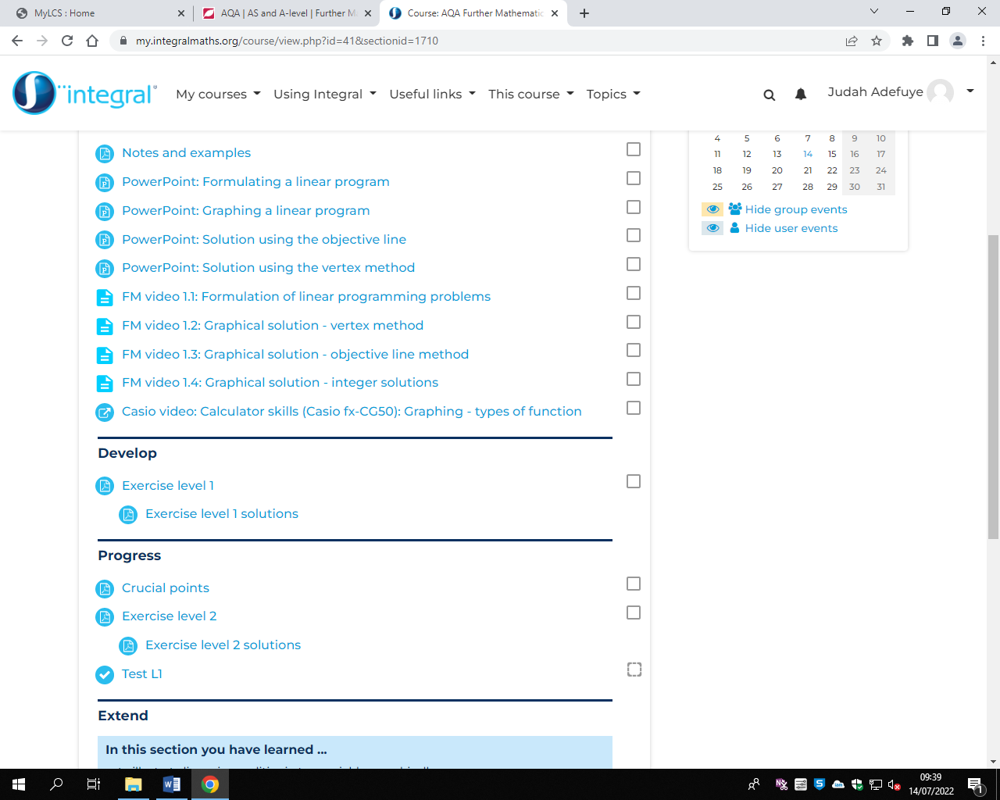 MyLCS : Home
AQA | AS and A-level | Further M
Course: AQA Further Mathematic
my.integralmaths.org/course/view.php?id=41&sectionid=1710
integral®
My courses
Using Integral
Useful links
This course
Topics
Judah Adefuye
Notes and examples
PowerPoint: Formulating a linear program
PowerPoint: Graphing a linear program
PowerPoint: Solution using the objective line
PowerPoint: Solution using the vertex method
FM video 1.1: Formulation of linear programming problems
FM video 1.2: Graphical solution - vertex method
FM video 1.3: Graphical solution - objective line method
FM video 1.4: Graphical solution - integer solutions
Casio video: Calculator skills (Casio fx-CG50): Graphing - types of function
Develop
Exercise level 1
Exercise level 1 solutions
Progress
Crucial points
Exercise level 2
Exercise level 2 solutions
Test L1
Extend
In this section you have learned ...
4 5 6 7 8 9 10
11 12 13 14 15 16 17
18 19 20 21 22 23 24
25 26 27 28 29 30 31
Hide group events
Hide user events
09:39
14/07/2022
1